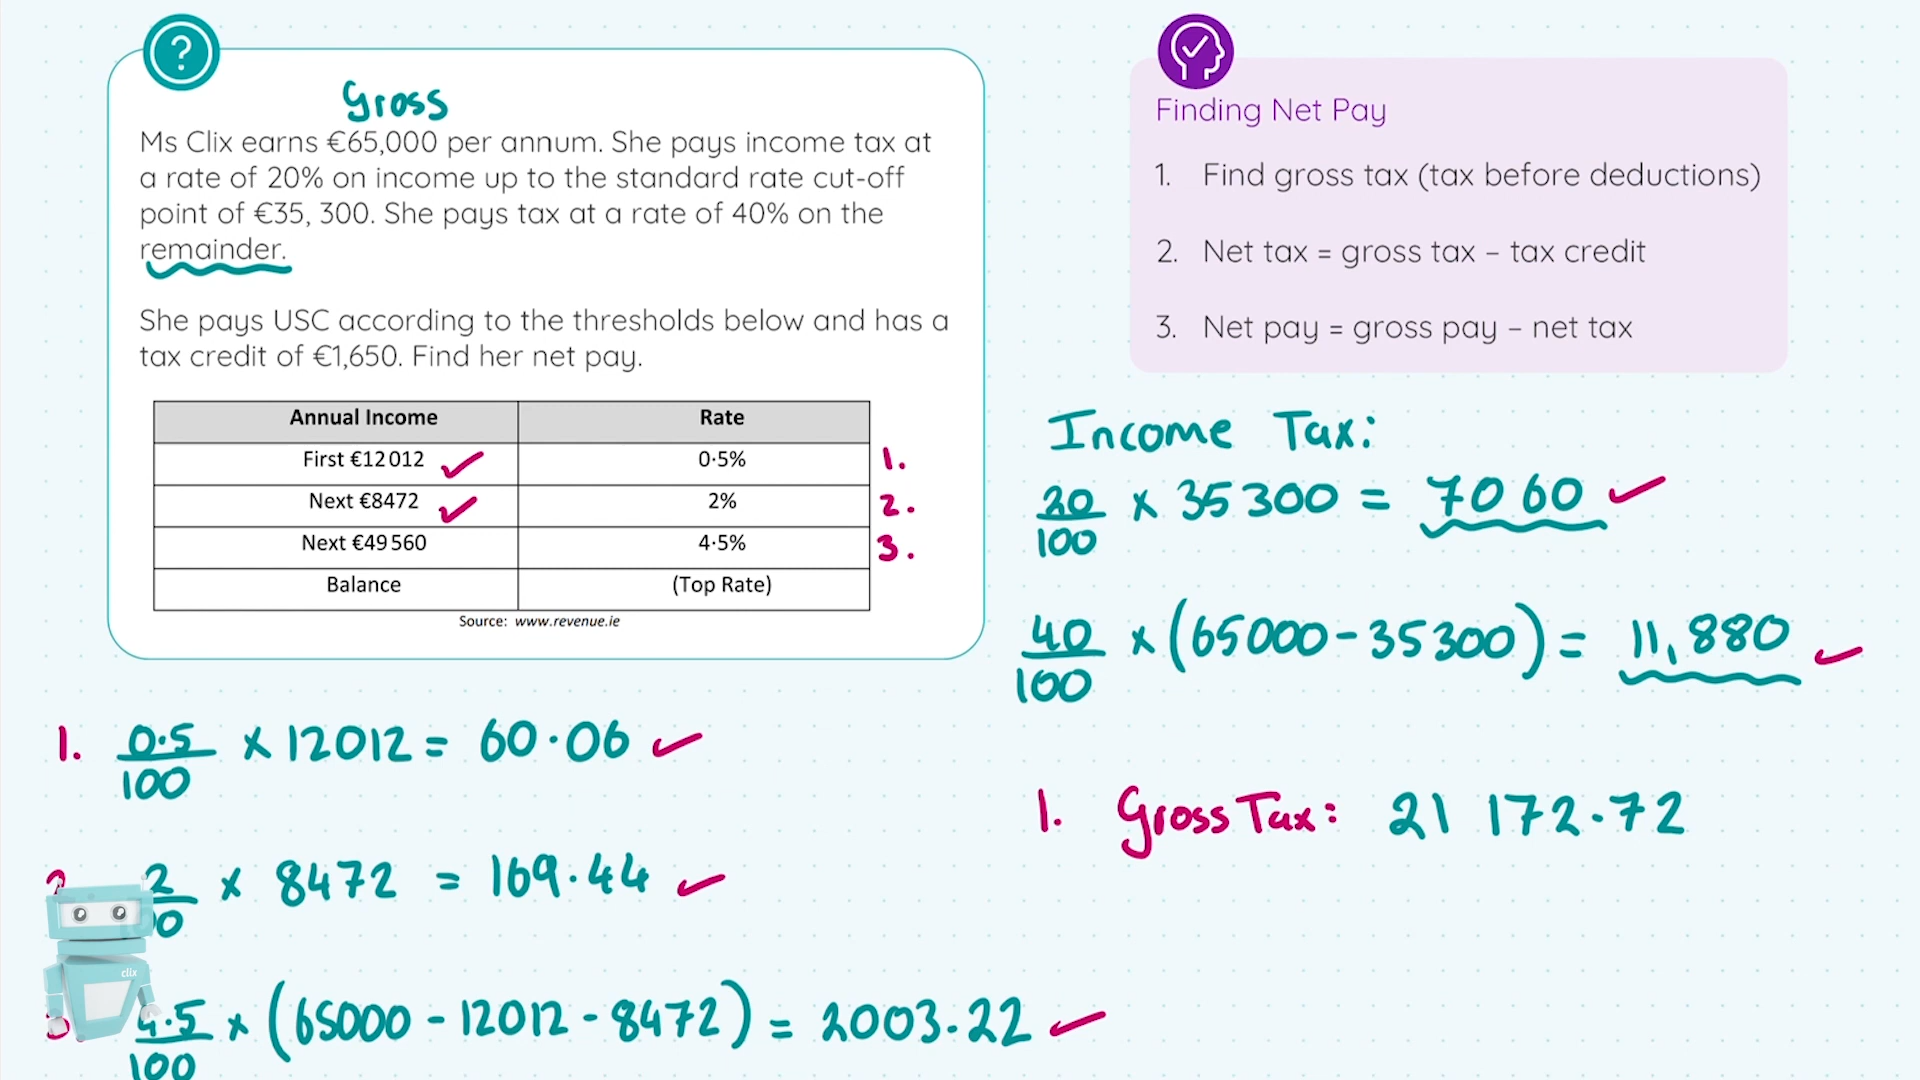 Gross
Ms Clix earns €65,000 per annum. She pays income tax at
a rate of 20% on income up to the standard rate cut-off
point of €35, 300. She pays tax at a rate of 40% on the
remainder.
She pays USC according to the thresholds below and has a
tax credit of €1,650. Find her net pay.
Annual Income Rate
First €12 012 0·5% 1.
Next €8472 2% 2.
Next €49 560 4·5% 3.
Balance (Top Rate)
Source: www.revenue.ie
1. 0.5/100 × 12012 = 60.06
2/ × 8472 = 169.44
4.5/100 × (65000 - 12012 - 8472) = 2003.22
clix
Finding Net Pay
1. Find gross tax (tax before deductions)
2. Net tax = gross tax – tax credit
3. Net pay = gross pay – net tax
Income Tax:
20/100 × 35300 = 7060
40/100 × (65000 - 35300) = 11,880
1. Gross Tax: 21 172.72